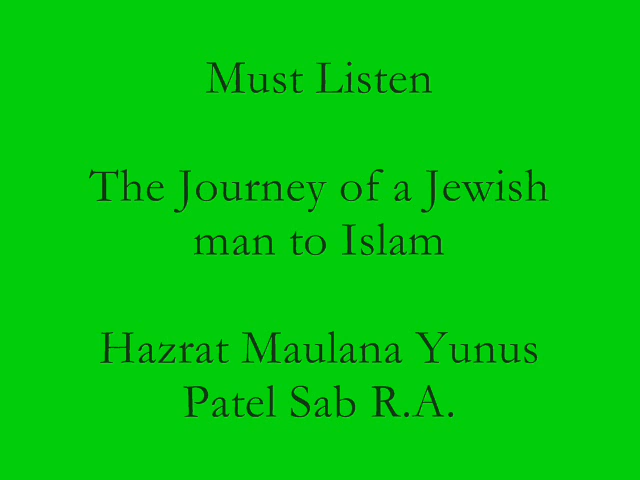 Must Listen
The Journey of a Jewish
man to Islam
Hazrat Maulana Yunus
Patel Sab R.A.